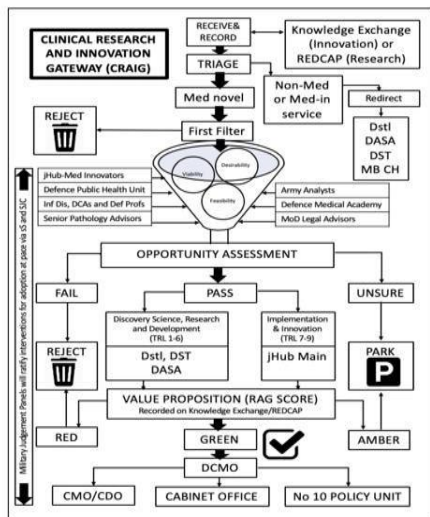 CLINICAL RESEARCH
AND INNOVATION
GATEWAY (CRAIG)
RECEIVE&
RECORD
Knowledge Exchange
(Innovation) or
REDCAP (Research)
TRIAGE
Med novel
Non-Med
or Med-in
service
Redirect
Dstl
DASA
DST
MB CH
REJECT
First Filter
Viability
Desirability
Feasibility
jHub-Med Innovators
Defence Public Health Unit
Inf Dis, DCAs and Def Profs
Senior Pathology Advisors
Army Analysts
Defence Medical Academy
MoD Legal Advisors
Military Judgement Panels will ratify interventions for adoption at pace via sS and SJC
OPPORTUNITY ASSESSMENT
FAIL
PASS
UNSURE
Discovery Science, Research
and Development
(TRL 1-6)
Dstl, DST
DASA
Implementation
& Innovation
(TRL 7-9)
jHub Main
REJECT
PARK
P
VALUE PROPOSITION (RAG SCORE)
Recorded on Knowledge Exchange/REDCAP
RED
GREEN
AMBER
DCMO
CMO/CDO
CABINET OFFICE
No 10 POLICY UNIT